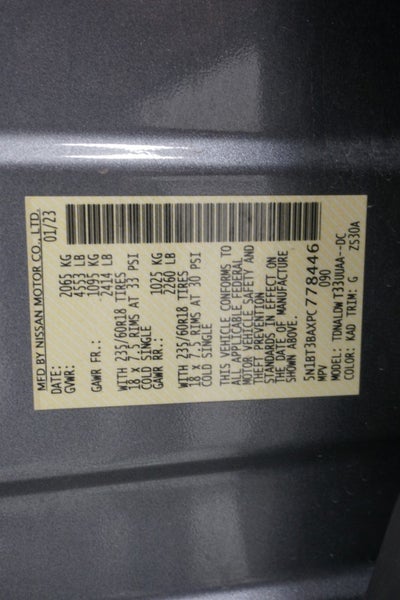 MFD BY NISSAN MOTOR CO., LTD.
DATE: 01/23
GVWR: 2065 KG
4553 LB
GAWR FR.: 1095 KG
2414 LB
WITH 235/60R18 TIRES
18 X 7.5 RIMS AT 33 PSI
COLD SINGLE
GAWR RR.: 1025 KG
2260 LB
WITH 235/60R18 TIRES
18 X 7.5 RIMS AT 30 PSI
COLD SINGLE
THIS VEHICLE CONFORMS TO
ALL APPLICABLE FEDERAL
MOTOR VEHICLE SAFETY AND
THEFT PREVENTION
STANDARDS IN EFFECT ON
THE DATE OF MANUFACTURE
SHOWN ABOVE.
5N1BT3BAXPC778446
MPV 090
MODEL: TDNALDWT33UUAA--DC
COLOR: KAD TRIM: G ZS30A